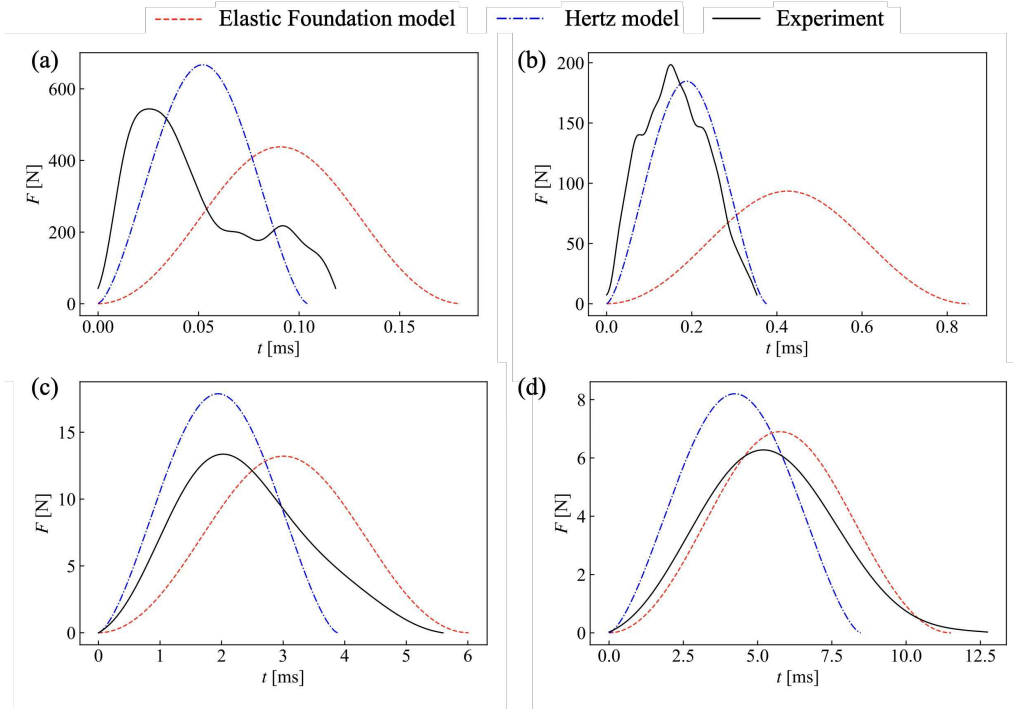 Elastic Foundation model Hertz model Experiment
(a) (b)
600
400
200
0
F [N]
0.00 0.05 0.10 0.15
t [ms]
200
150
100
50
0
F [N]
0.0 0.2 0.4 0.6 0.8
t [ms]
(c) (d)
15
10
5
0
F [N]
0 1 2 3 4 5 6
t [ms]
8
6
4
2
0
F [N]
0.0 2.5 5.0 7.5 10.0 12.5
t [ms]